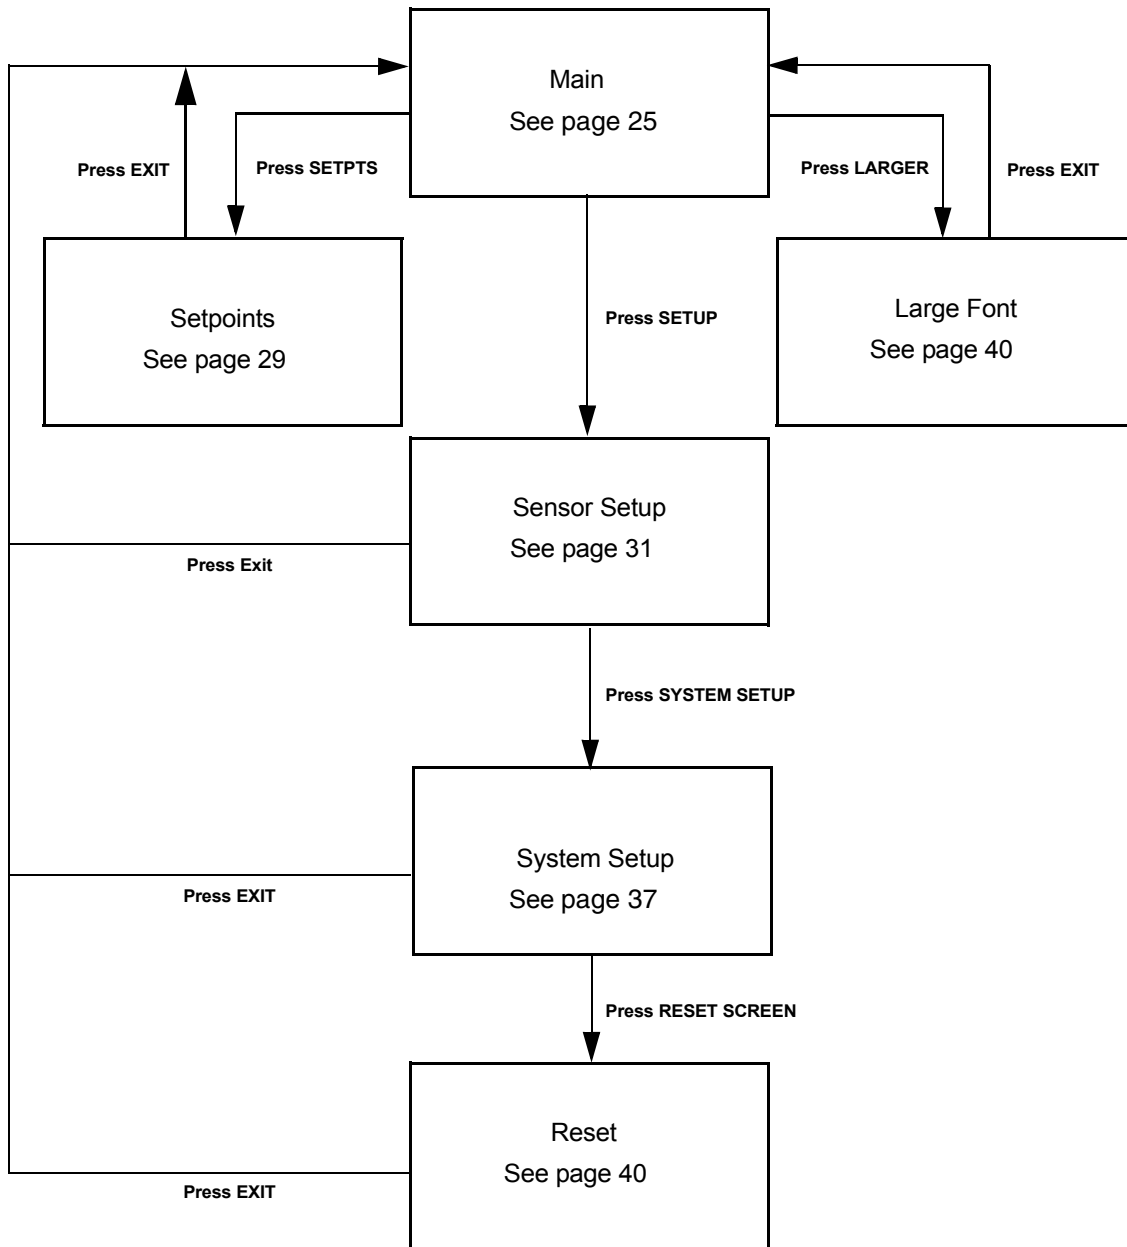 Main
See page 25
Press EXIT
Press SETPTS
Press LARGER
Press EXIT
Setpoints
See page 29
Press SETUP
Large Font
See page 40
Sensor Setup
See page 31
Press Exit
Press SYSTEM SETUP
System Setup
See page 37
Press EXIT
Press RESET SCREEN
Reset
See page 40
Press EXIT